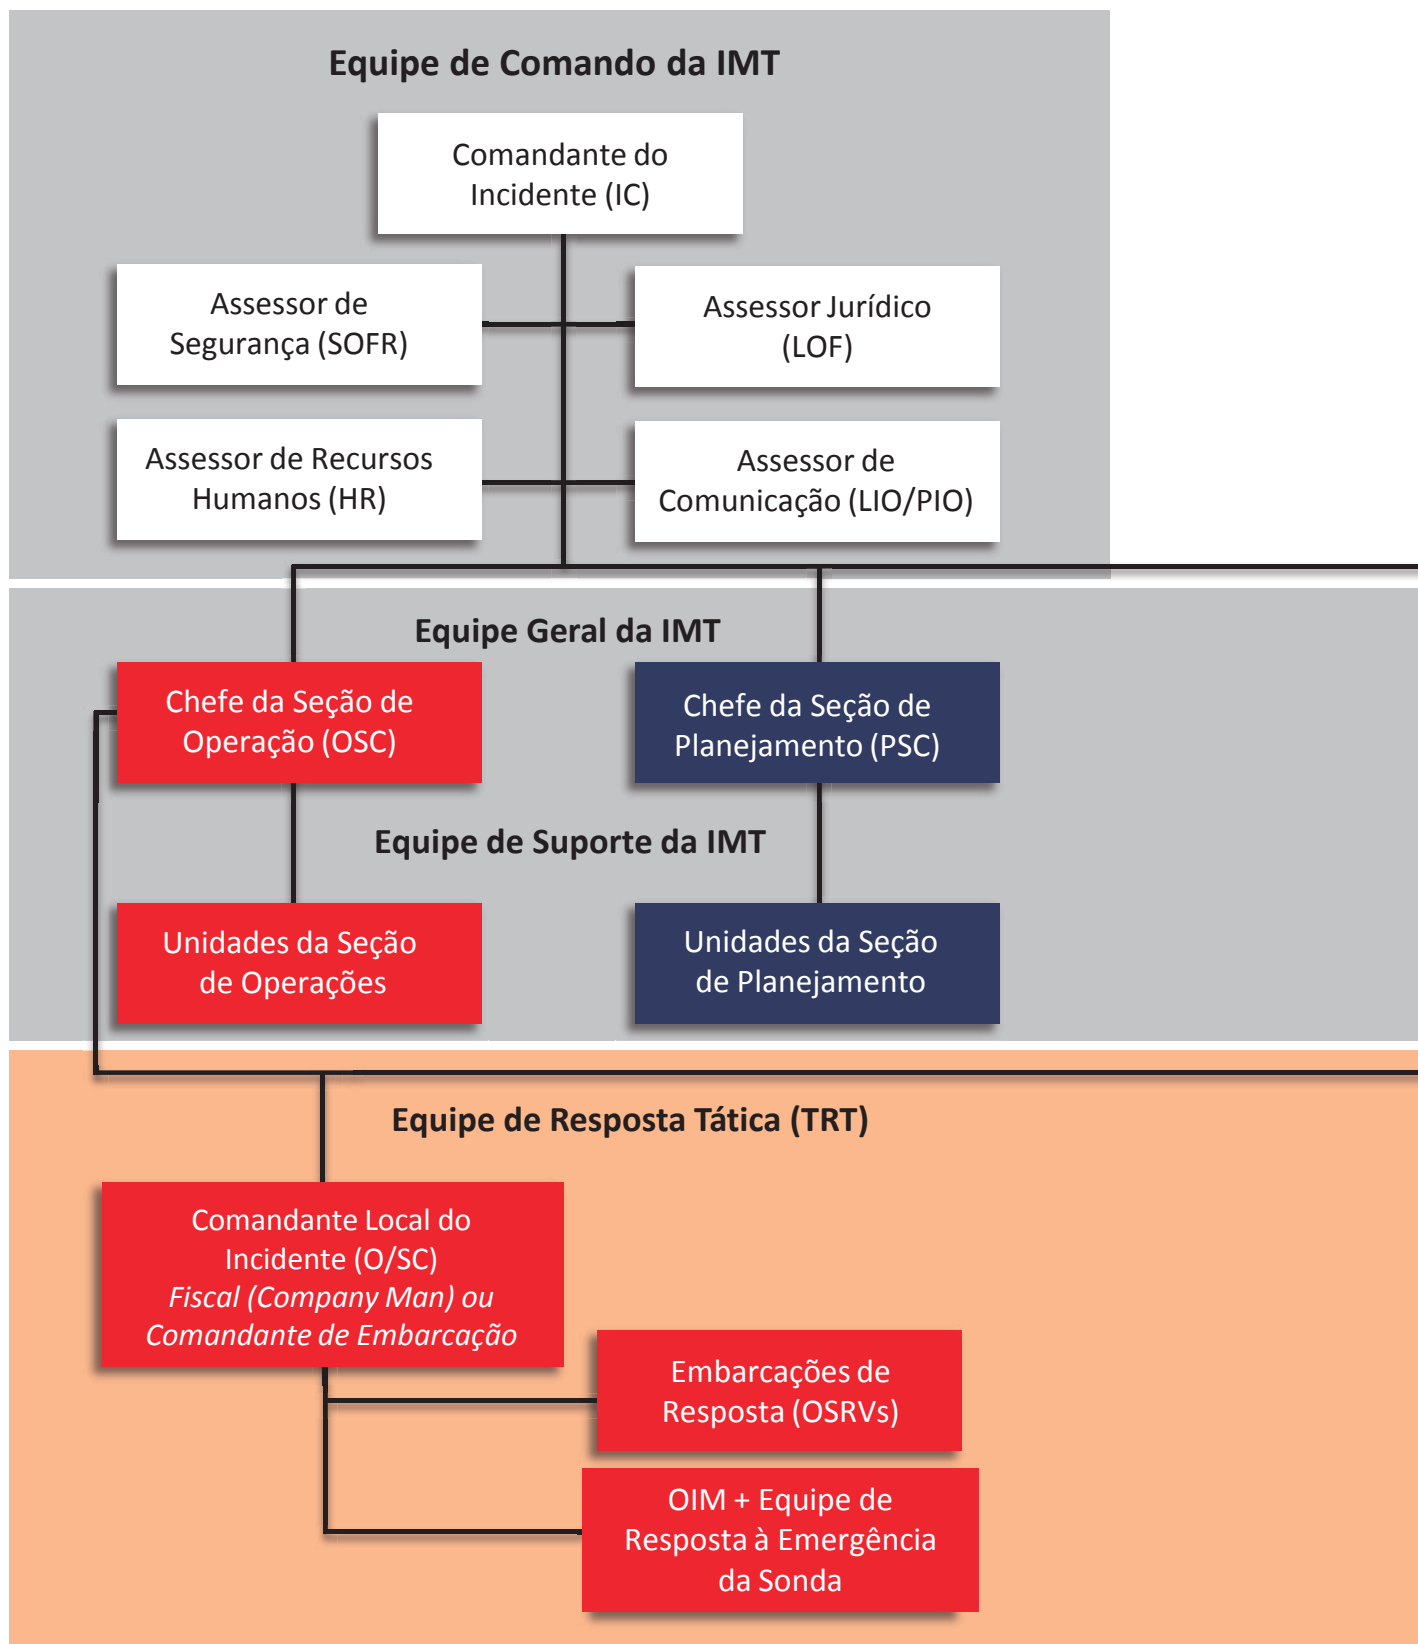 Equipe de Comando da IMT
Comandante do
Incidente (IC)
Assessor de
Segurança (SOFR)
Assessor Jurídico
(LOF)
Assessor de Recursos
Humanos (HR)
Assessor de
Comunicação (LIO/PIO)
Equipe Geral da IMT
Chefe da Seção de
Operação (OSC)
Chefe da Seção de
Planejamento (PSC)
Equipe de Suporte da IMT
Unidades da Seção
de Operações
Unidades da Seção
de Planejamento
Equipe de Resposta Tática (TRT)
Comandante Local do
Incidente (O/SC)
Fiscal (Company Man) ou
Comandante de Embarcação
Embarcações de
Resposta (OSRVs)
OIM + Equipe de
Resposta à Emergência
da Sonda